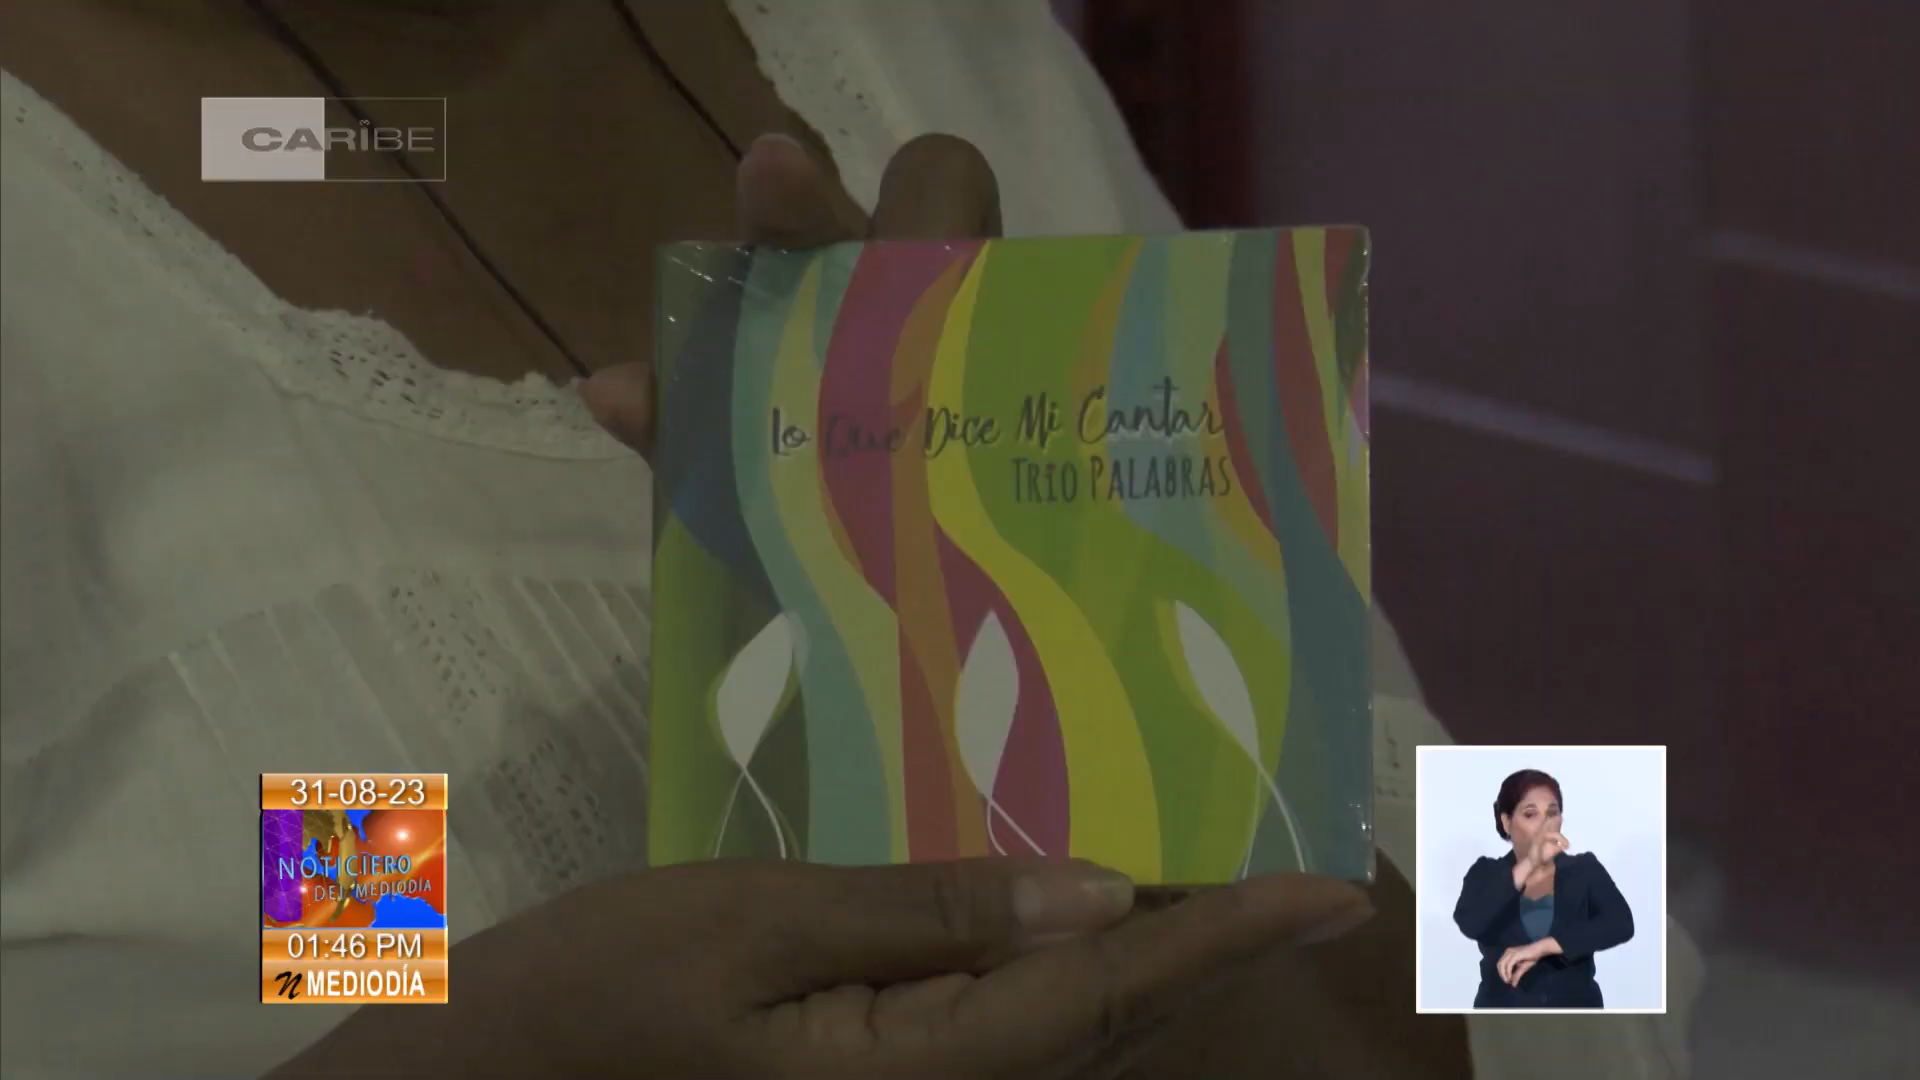 CARIBE
Lo Que Dice Mi Cantar
TRIO PALABRAS
31-08-23
NOTICIERO
DEL MEDIODÍA
01:46 PM
MEDIODÍA